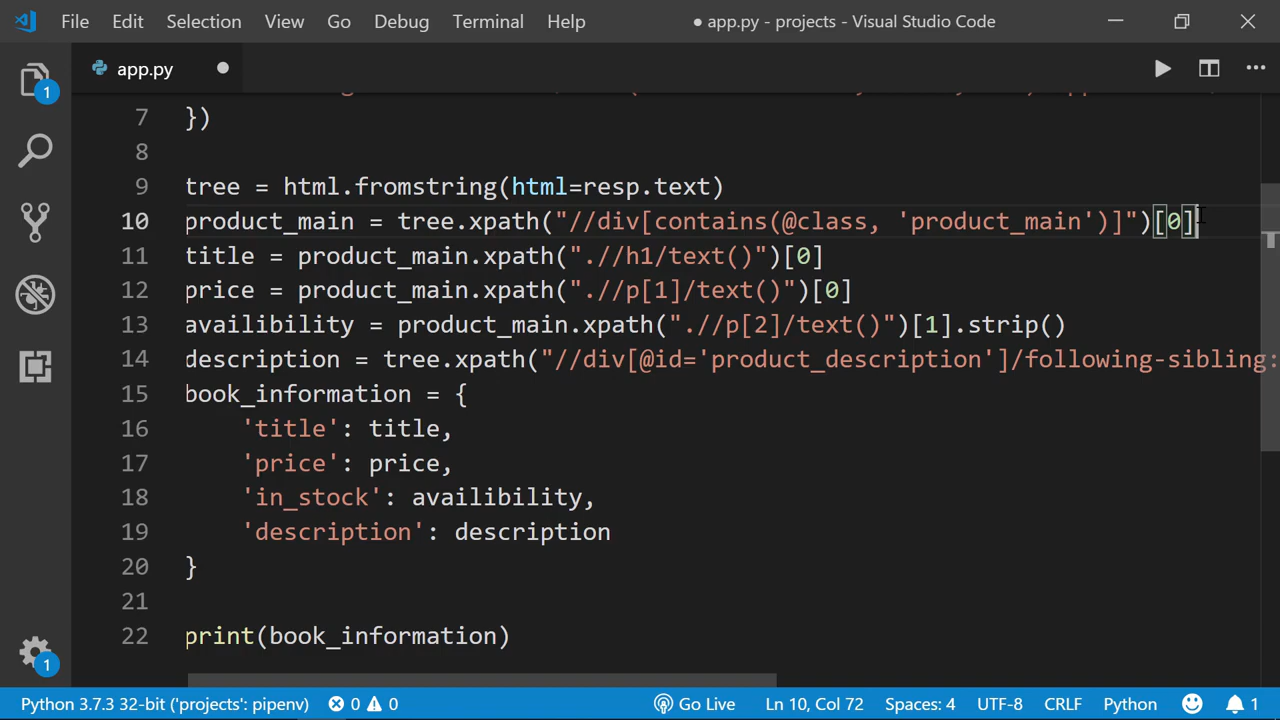 File Edit Selection View Go Debug Terminal Help ● app.py - projects - Visual Studio Code
app.py
1
7 })
8
9 tree = html.fromstring(html=resp.text)
10 product_main = tree.xpath("//div[contains(@class, 'product_main')]")[0]
11 title = product_main.xpath(".//h1/text()")[0]
12 price = product_main.xpath(".//p[1]/text()")[0]
13 availibility = product_main.xpath(".//p[2]/text()")[1].strip()
14 description = tree.xpath("//div[@id='product_description']/following-sibling:
15 book_information = {
16 'title': title,
17 'price': price,
18 'in_stock': availibility,
19 'description': description
20 }
21
22 print(book_information)
1
Python 3.7.3 32-bit ('projects': pipenv) 0 0 Go Live Ln 10, Col 72 Spaces: 4 UTF-8 CRLF Python 1